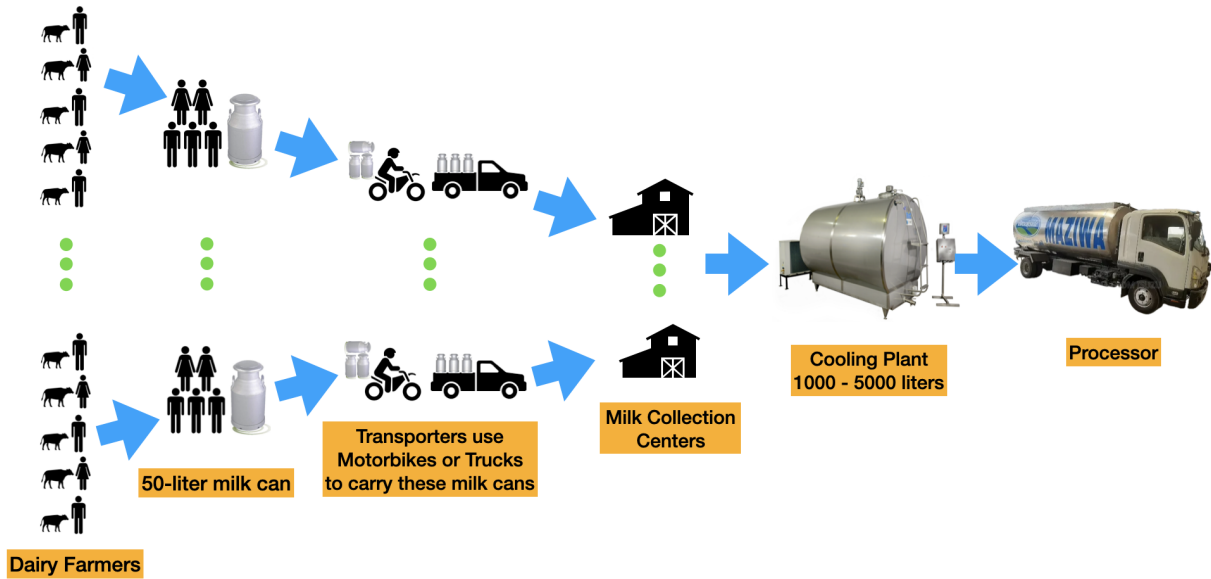 MAZIWA
Cooling Plant
1000 - 5000 liters
Processor
Milk Collection
Centers
Transporters use
Motorbikes or Trucks
to carry these milk cans
50-liter milk can
Dairy Farmers